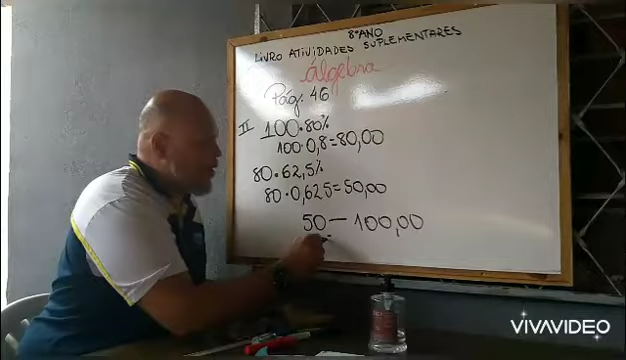 8º ANO
LIVRO ATIVIDADES SUPLEMENTARES
álgebra
Pág. 46
II 100·80%
100·0,8=80,00
80·62,5%
80·0,625=50,00
50—100,00
VIVAVIDEO